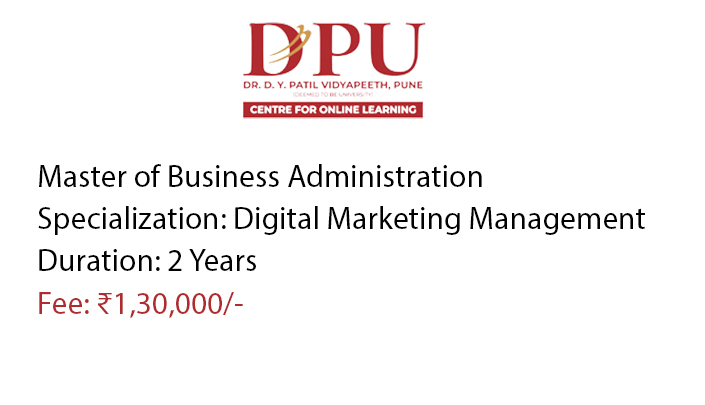 DPU
DR. D. Y. PATIL VIDYAPEETH, PUNE
(DEEMED TO BE UNIVERSITY)
CENTRE FOR ONLINE LEARNING
Master of Business Administration
Specialization: Digital Marketing Management
Duration: 2 Years
Fee: ₹1,30,000/-